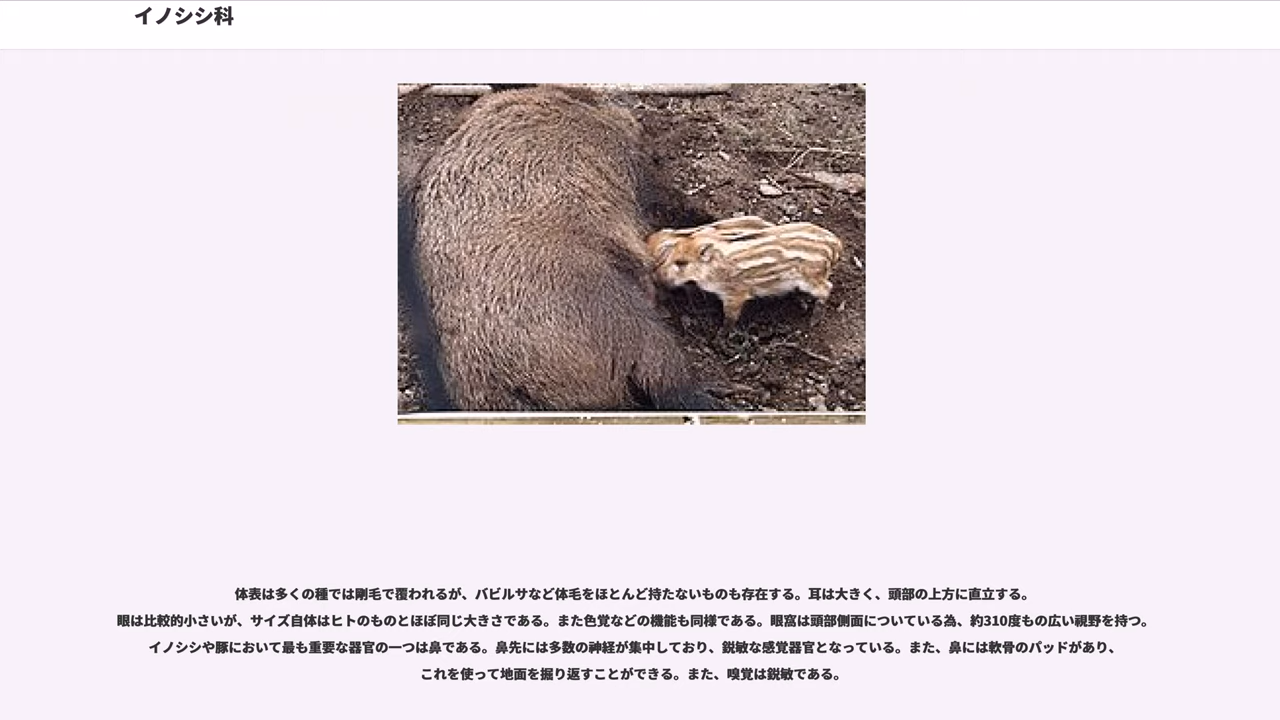 イノシシ科
体表は多くの種では剛毛で覆われるが、バビルサなど体毛をほとんど持たないものも存在する。耳は大きく、頭部の上方に直立する。
眼は比較的小さいが、サイズ自体はヒトのものとほぼ同じ大きさである。また色覚などの機能も同様である。眼窩は頭部側面についている為、約310度もの広い視野を持つ。
イノシシや豚において最も重要な器官の一つは鼻である。鼻先には多数の神経が集中しており、鋭敏な感覚器官となっている。また、鼻には軟骨のパッドがあり、
これを使って地面を掘り返すことができる。また、嗅覚は鋭敏である。